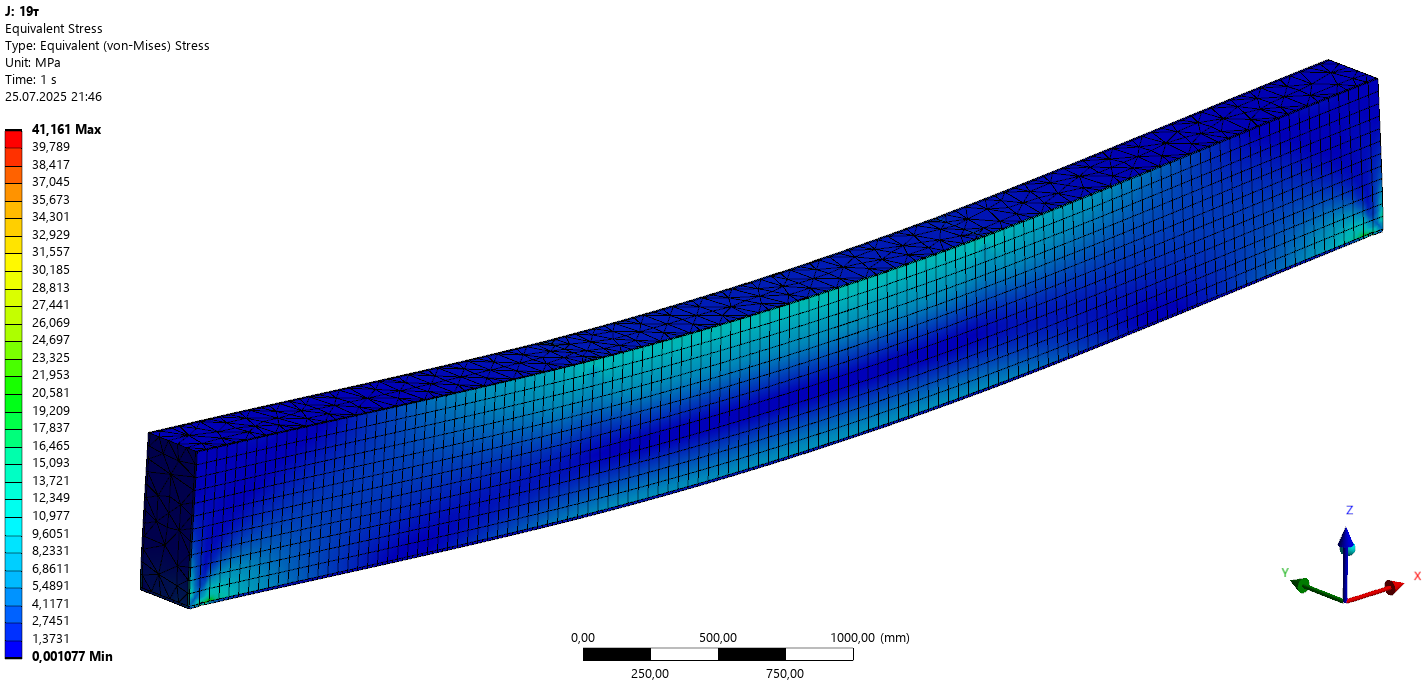 J: 19т
Equivalent Stress
Type: Equivalent (von-Mises) Stress
Unit: MPa
Time: 1 s
25.07.2025 21:46
41,161 Max
39,789
38,417
37,045
35,673
34,301
32,929
31,557
30,185
28,813
27,441
26,069
24,697
23,325
21,953
20,581
19,209
17,837
16,465
15,093
13,721
12,349
10,977
9,6051
8,2331
6,8611
5,4891
4,1171
2,7451
1,3731
0,001077 Min
0,00 500,00 1000,00 (mm)
250,00 750,00
Z
Y
X